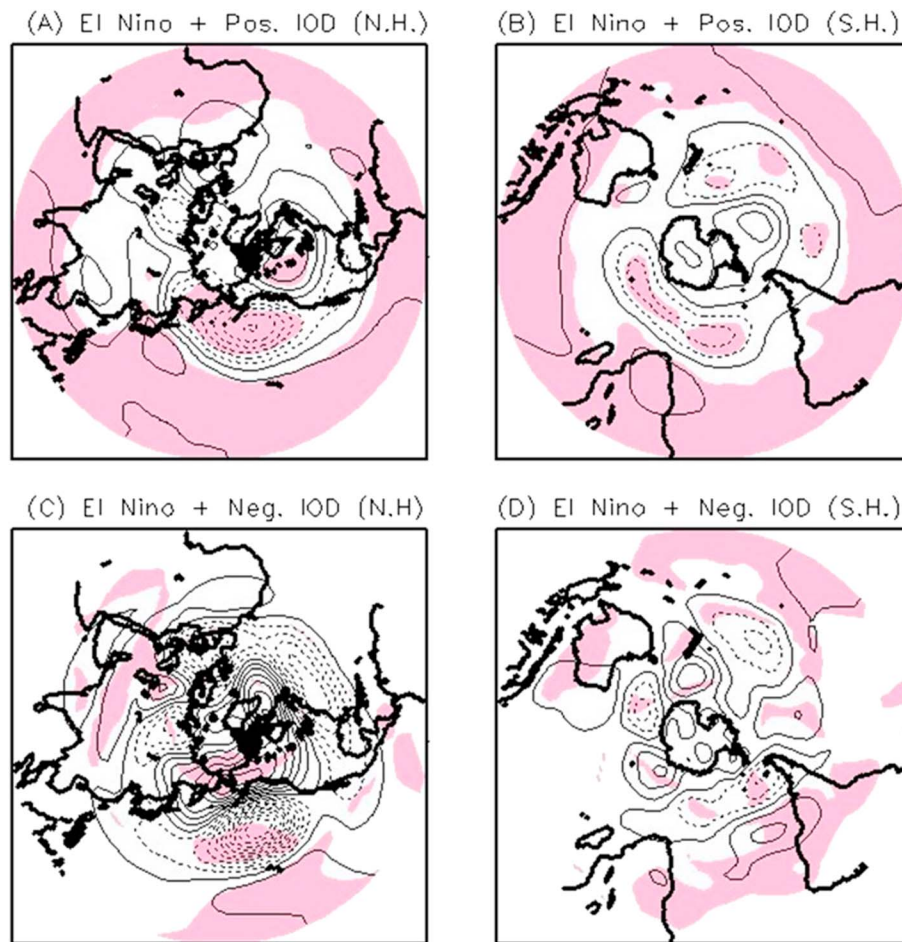 (A) El Nino + Pos. IOD (N.H.)
(B) El Nino + Pos. IOD (S.H.)
(C) El Nino + Neg. IOD (N.H)
(D) El Nino + Neg. IOD (S.H.)